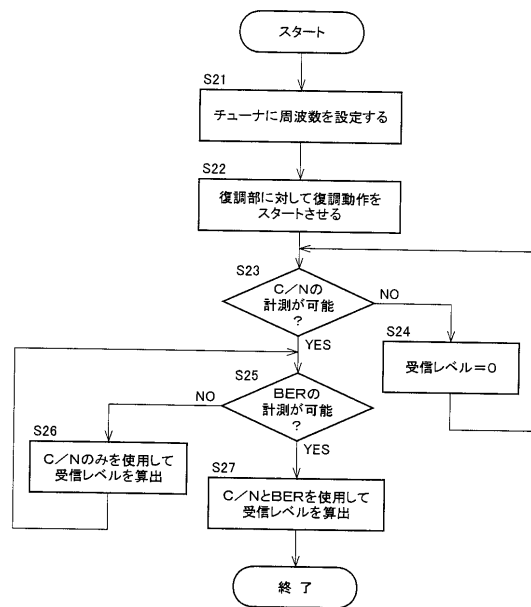 スタート
S21
チューナに周波数を設定する
S22
復調部に対して復調動作を
スタートさせる
S23
C/Nの
計測が可能
?
NO
YES
S24
受信レベル=0
S25
BERの
計測が可能
?
NO
YES
S26
C/Nのみを使用して
受信レベルを算出
S27
C/NとBERを使用して
受信レベルを算出
終了